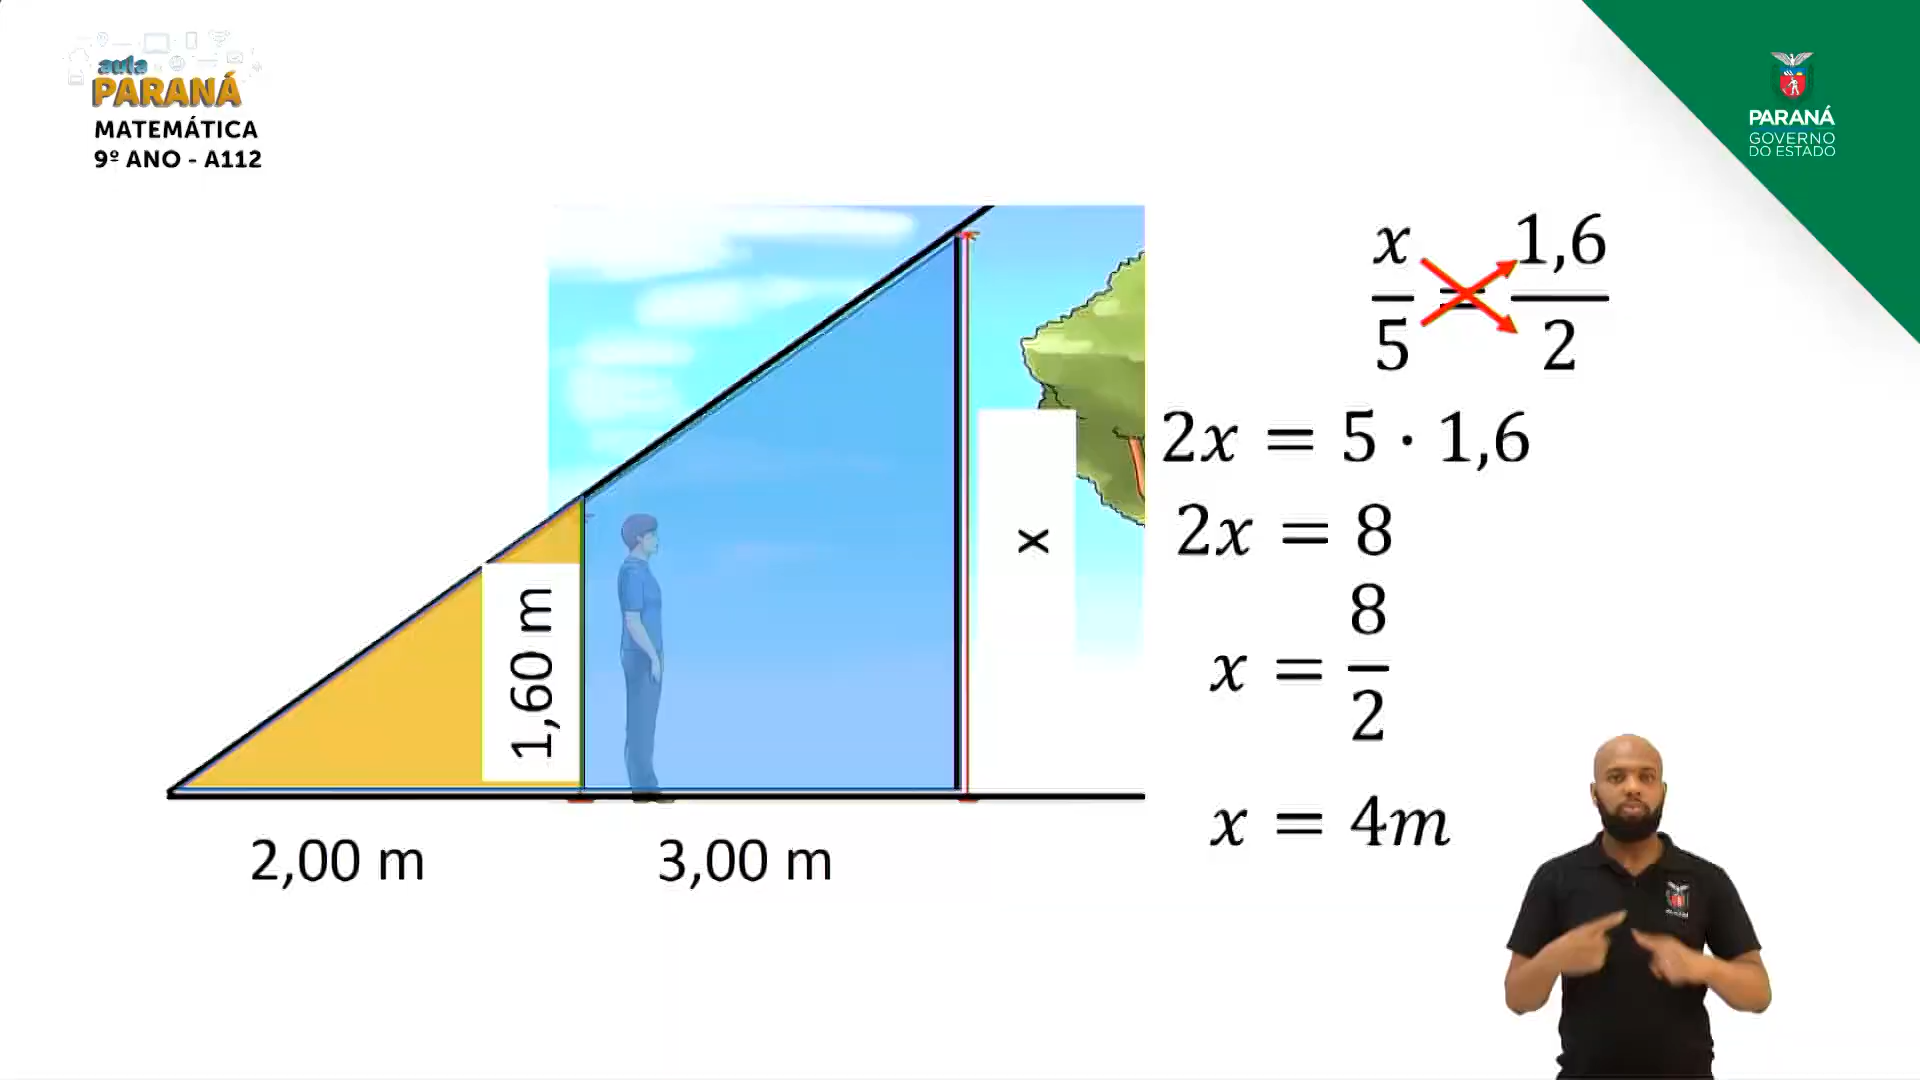 aula
PARANÁ
MATEMÁTICA
9º ANO - A112
PARANÁ
GOVERNO
DO ESTADO
x/5 = 1,6/2
2x = 5 · 1,6
2x = 8
x = 8/2
x = 4m
1,60 m
x
2,00 m
3,00 m